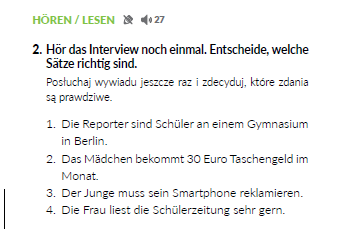 HÖREN / LESEN 27
2. Hör das Interview noch einmal. Entscheide, welche
Sätze richtig sind.
Posłuchaj wywiadu jeszcze raz i zdecyduj, które zdania
są prawdziwe.
1. Die Reporter sind Schüler an einem Gymnasium
in Berlin.
2. Das Mädchen bekommt 30 Euro Taschengeld im
Monat.
3. Der Junge muss sein Smartphone reklamieren.
4. Die Frau liest die Schülerzeitung sehr gern.